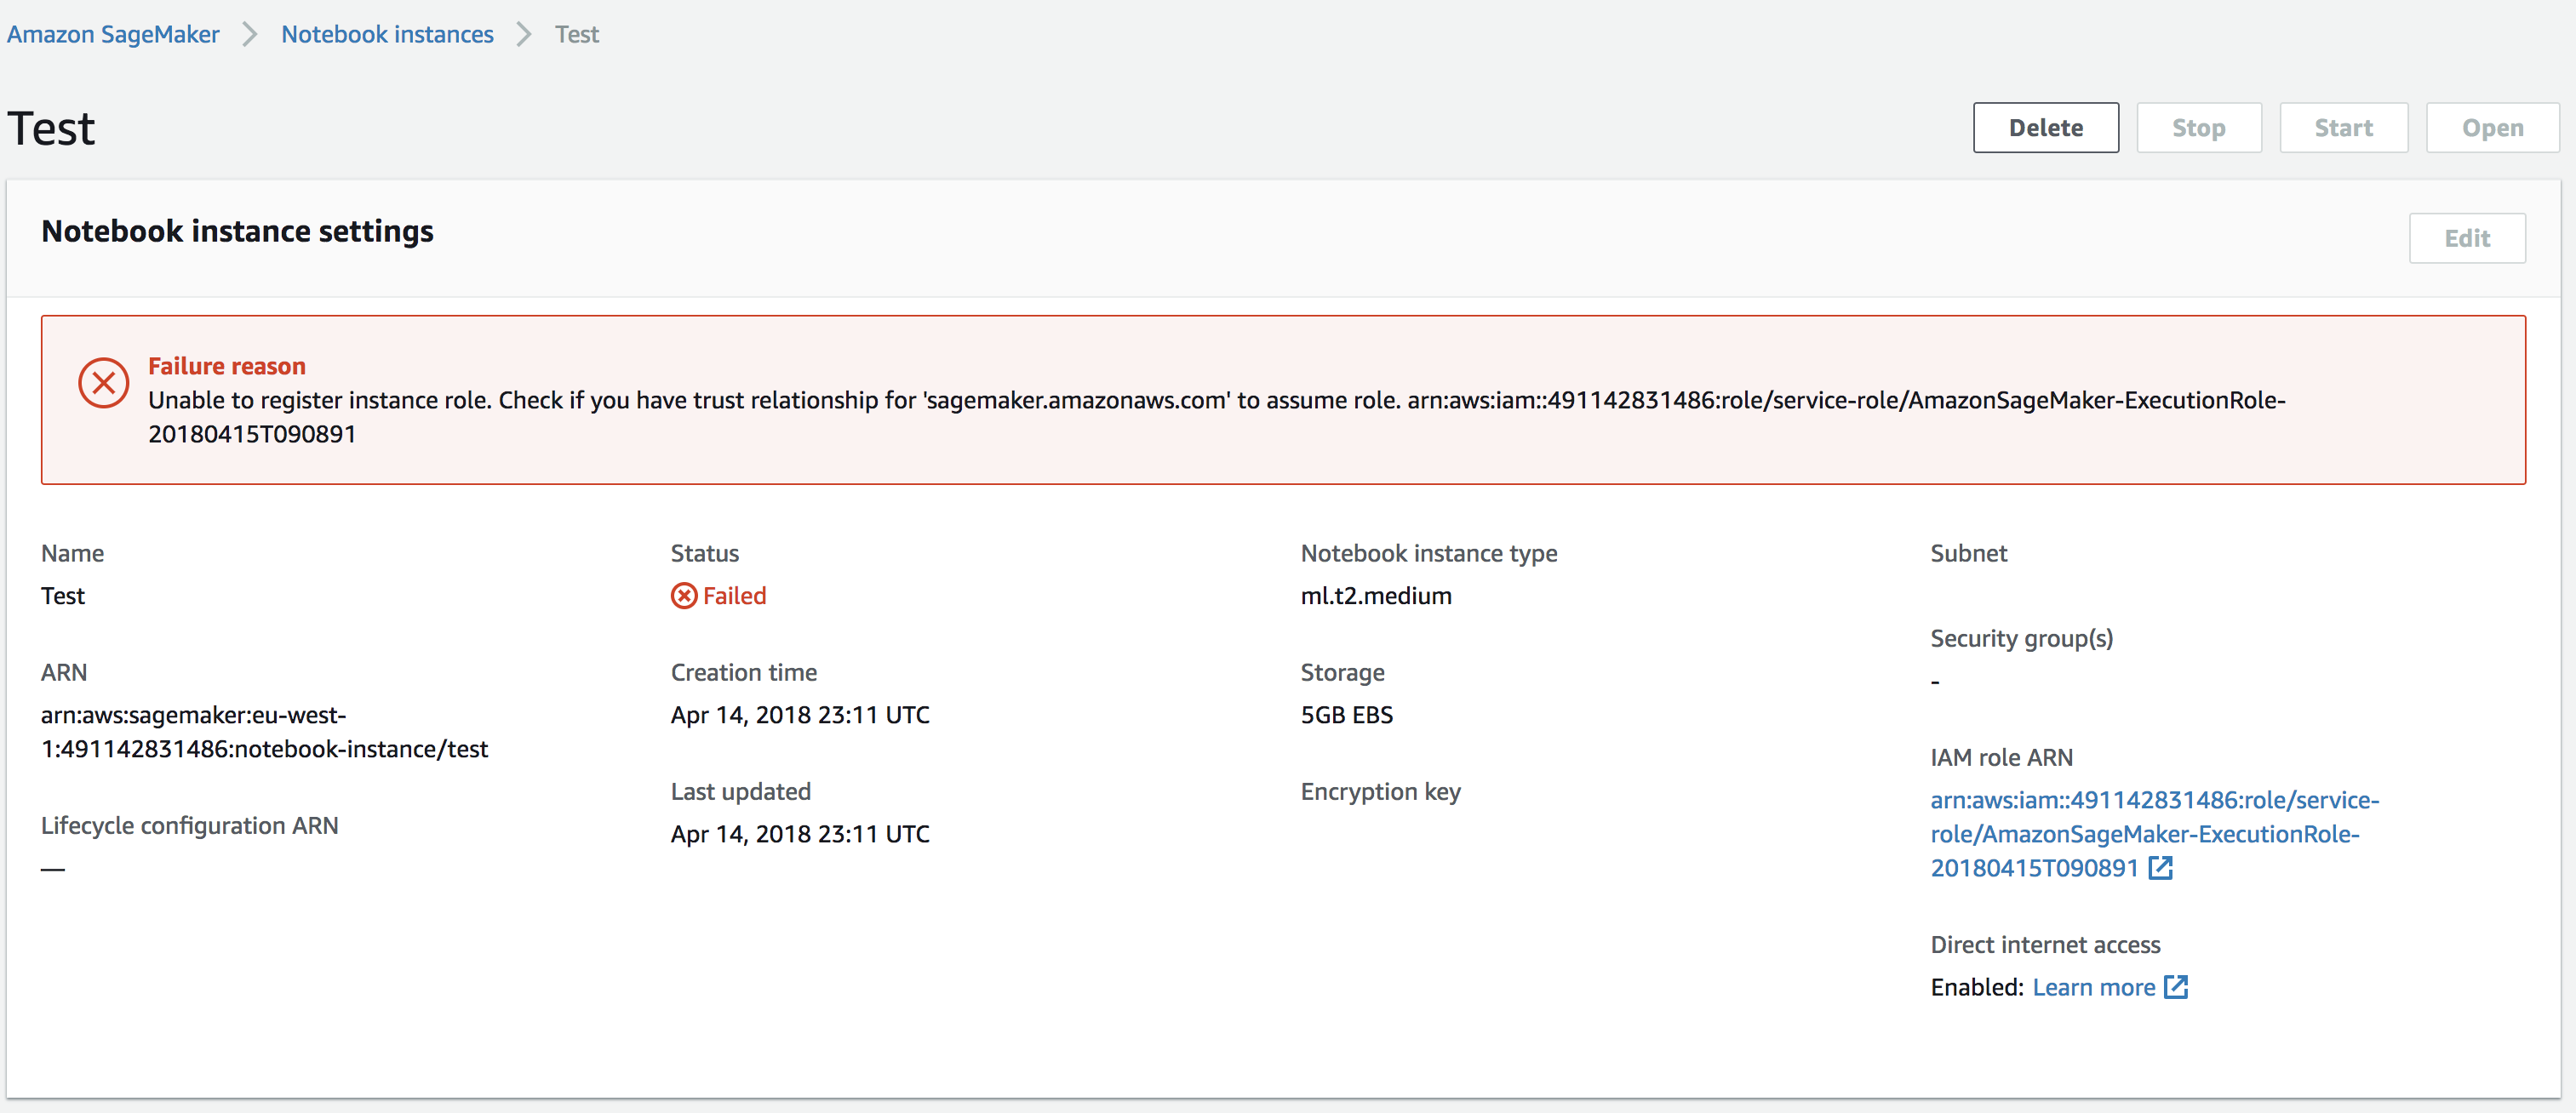 Amazon SageMaker > Notebook instances > Test
Test
Delete Stop Start Open
Notebook instance settings
Edit
Failure reason
Unable to register instance role. Check if you have trust relationship for 'sagemaker.amazonaws.com' to assume role. arn:aws:iam::491142831486:role/service-role/AmazonSageMaker-ExecutionRole-
20180415T090891
Name
Test
ARN
arn:aws:sagemaker:eu-west-
1:491142831486:notebook-instance/test
Lifecycle configuration ARN
—
Status
Failed
Creation time
Apr 14, 2018 23:11 UTC
Last updated
Apr 14, 2018 23:11 UTC
Notebook instance type
ml.t2.medium
Storage
5GB EBS
Encryption key
Subnet
Security group(s)
-
IAM role ARN
arn:aws:iam::491142831486:role/service-
role/AmazonSageMaker-ExecutionRole-
20180415T090891
Direct internet access
Enabled: Learn more